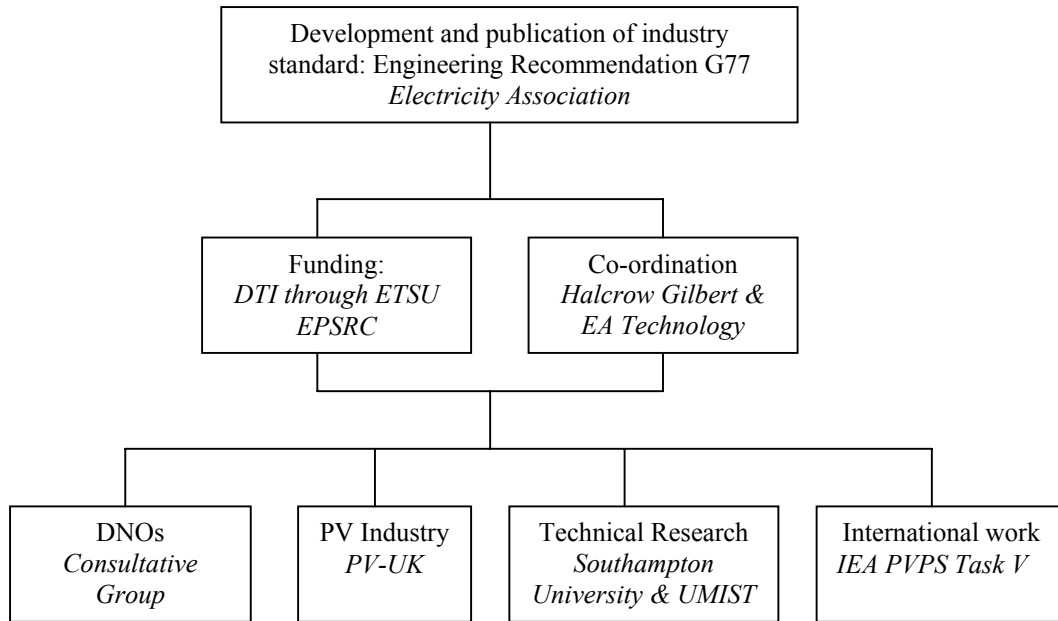 Development and publication of industry
standard: Engineering Recommendation G77
Electricity Association
Funding:
DTI through ETSU
EPSRC
Co-ordination
Halcrow Gilbert &
EA Technology
DNOs
Consultative
Group
PV Industry
PV-UK
Technical Research
Southampton
University & UMIST
International work
IEA PVPS Task V